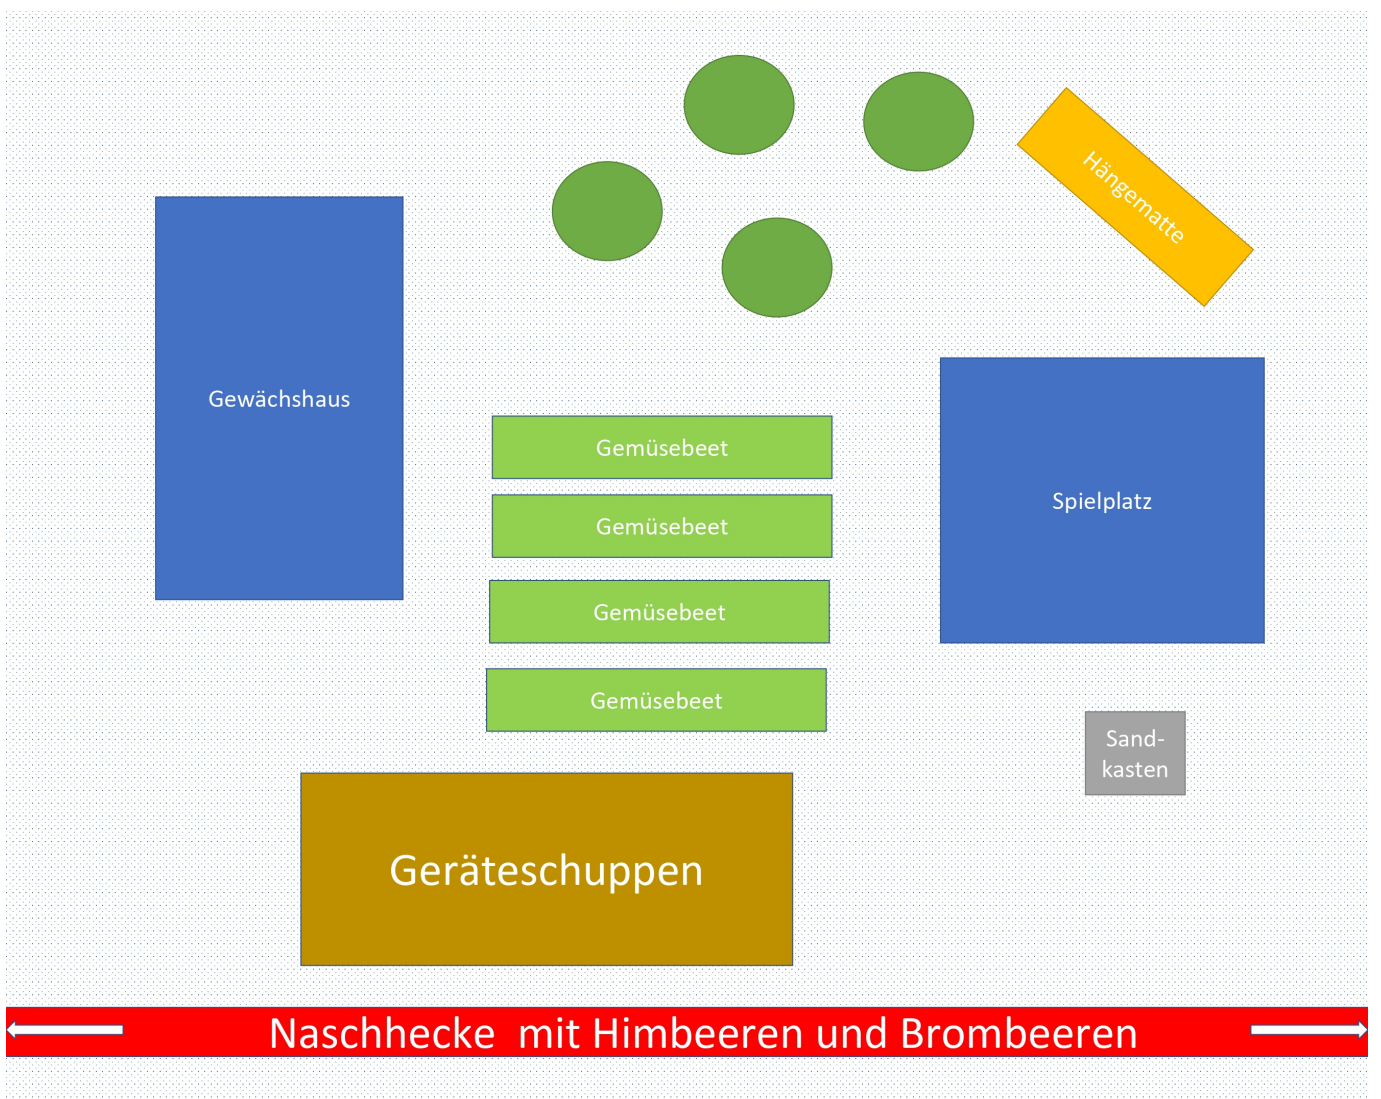 Hängematte
Gewächshaus
Gemüsebeet
Gemüsebeet
Gemüsebeet
Gemüsebeet
Spielplatz
Sand-
kasten
Geräteschuppen
Naschhecke  mit Himbeeren und Brombeeren